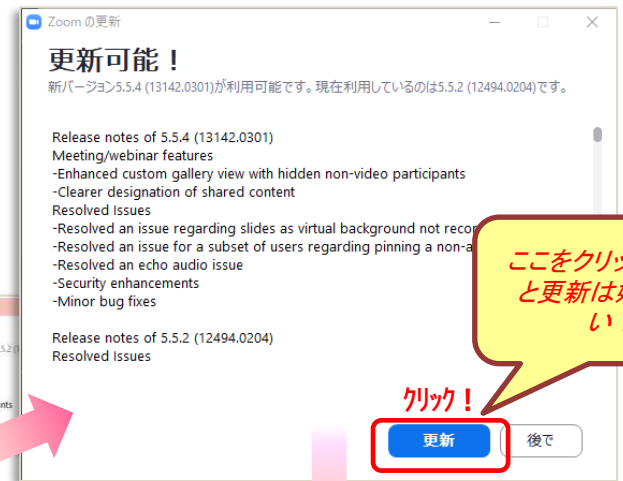 Zoom の更新
更新可能！
新バージョン5.5.4 (13142.0301)が利用可能です。現在利用しているのは5.5.2 (12494.0204)です。
Release notes of 5.5.4 (13142.0301)
Meeting/webinar features
-Enhanced custom gallery view with hidden non-video participants
-Clearer designation of shared content
Resolved Issues
-Resolved an issue regarding slides as virtual background not
-Resolved an issue for a subset of users regarding pinning a
-Resolved an echo audio issue
-Security enhancements
-Minor bug fixes
Release notes of 5.5.2 (12494.0204)
Resolved Issues
ここをクリッ
と更新は
い
クリック！
更新
後で